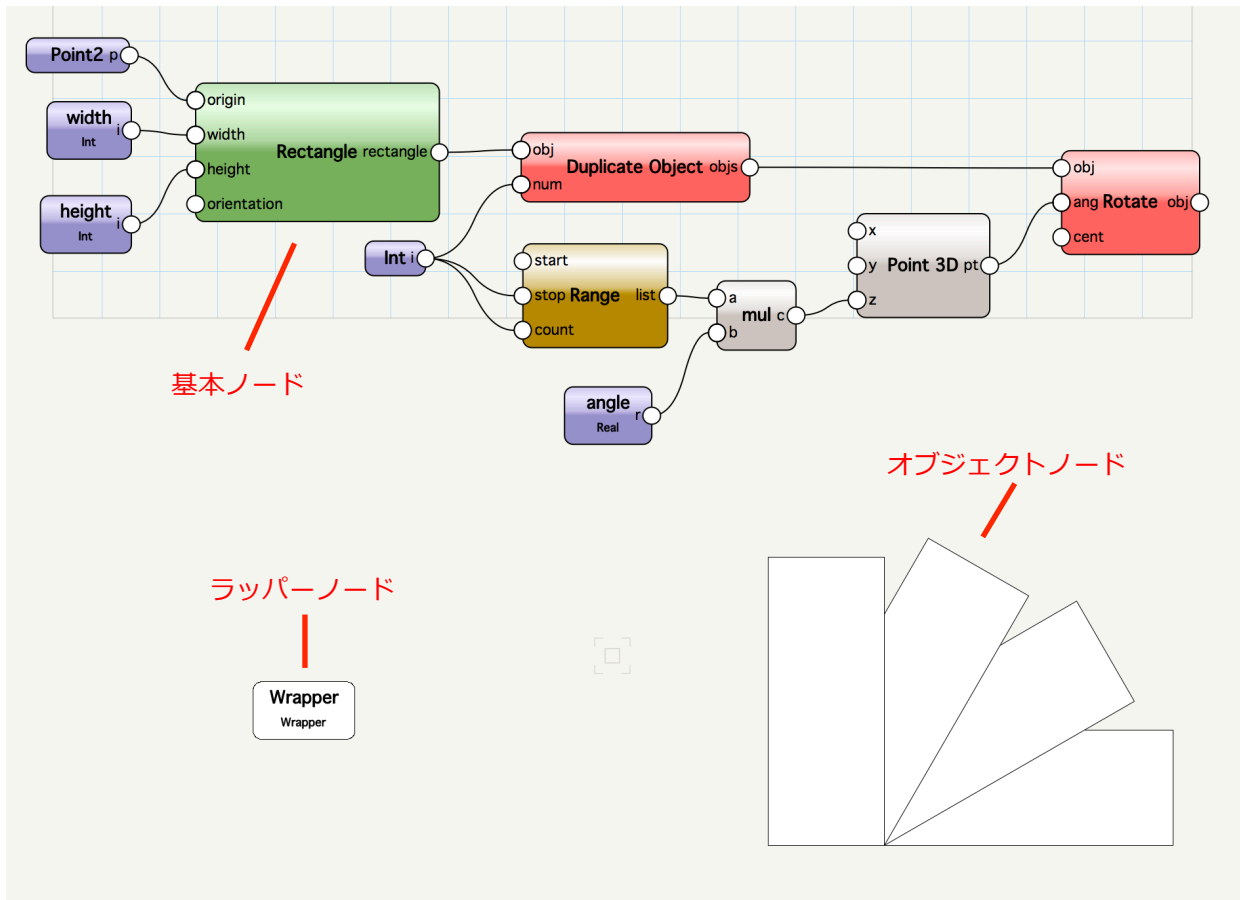 Point2 p
width
i
Int
height
i
Int
origin
width
height
orientation
Rectangle rectangle
Int i
obj
num
Duplicate Object objs
start
stop
count
Range list
a
b
mul c
angle
r
Real
x
y
z
Point 3D pt
obj
ang
cent
Rotate obj
基本ノード
オブジェクトノード
ラッパーノード
Wrapper
Wrapper